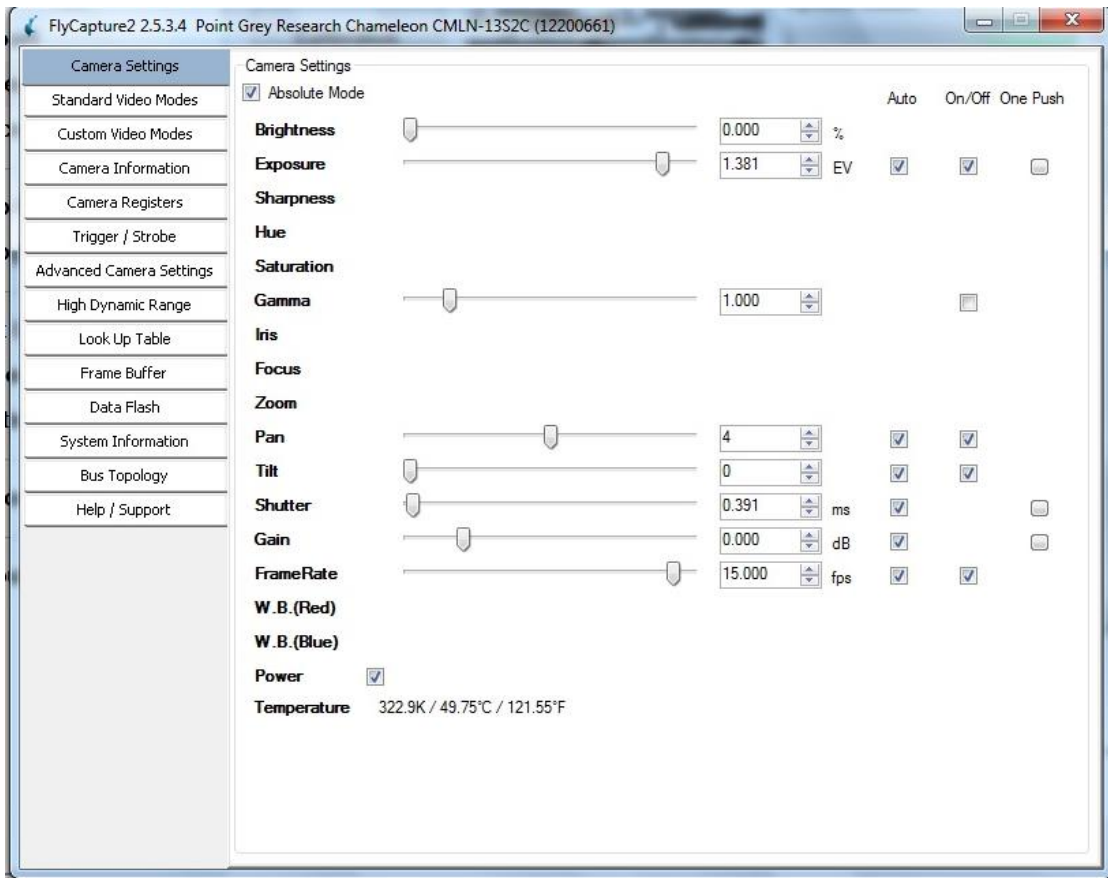 FlyCapture2 2.5.3.4 Point Grey Research Chameleon CMLN-13S2C (12200661)
Camera Settings
Standard Video Modes
Custom Video Modes
Camera Information
Camera Registers
Trigger / Strobe
Advanced Camera Settings
High Dynamic Range
Look Up Table
Frame Buffer
Data Flash
System Information
Bus Topology
Help / Support
Camera Settings
Absolute Mode
Auto On/Off One Push
Brightness 0.000 %
Exposure 1.381 EV
Sharpness
Hue
Saturation
Gamma 1.000
Iris
Focus
Zoom
Pan 4
Tilt 0
Shutter 0.391 ms
Gain 0.000 dB
FrameRate 15.000 fps
W.B.(Red)
W.B.(Blue)
Power
Temperature 322.9K / 49.75°C / 121.55°F